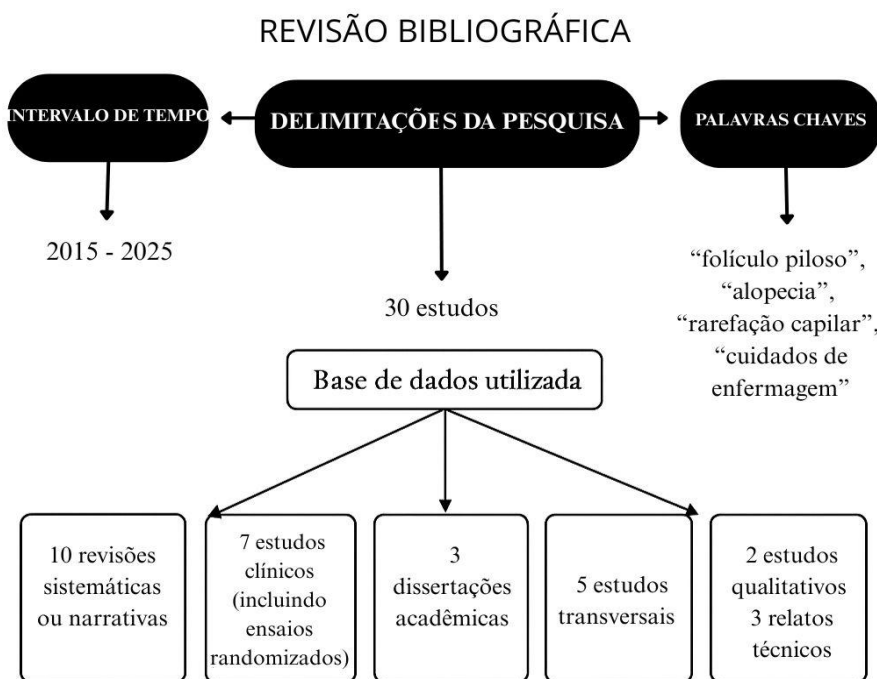 REVISÃO BIBLIOGRÁFICA
INTERVALO DE TEMPO
DELIMITAÇÕES DA PESQUISA
PALAVRAS CHAVES
2015 - 2025
30 estudos
“folículo piloso”,
“alopecia”,
“rarefação capilar”,
“cuidados de
enfermagem”
Base de dados utilizada
10 revisões
sistemáticas
ou narrativas
7 estudos
clínicos
(incluindo
ensaios
randomizados)
3
dissertações
acadêmicas
5 estudos
transversais
2 estudos
qualitativos
3 relatos
técnicos